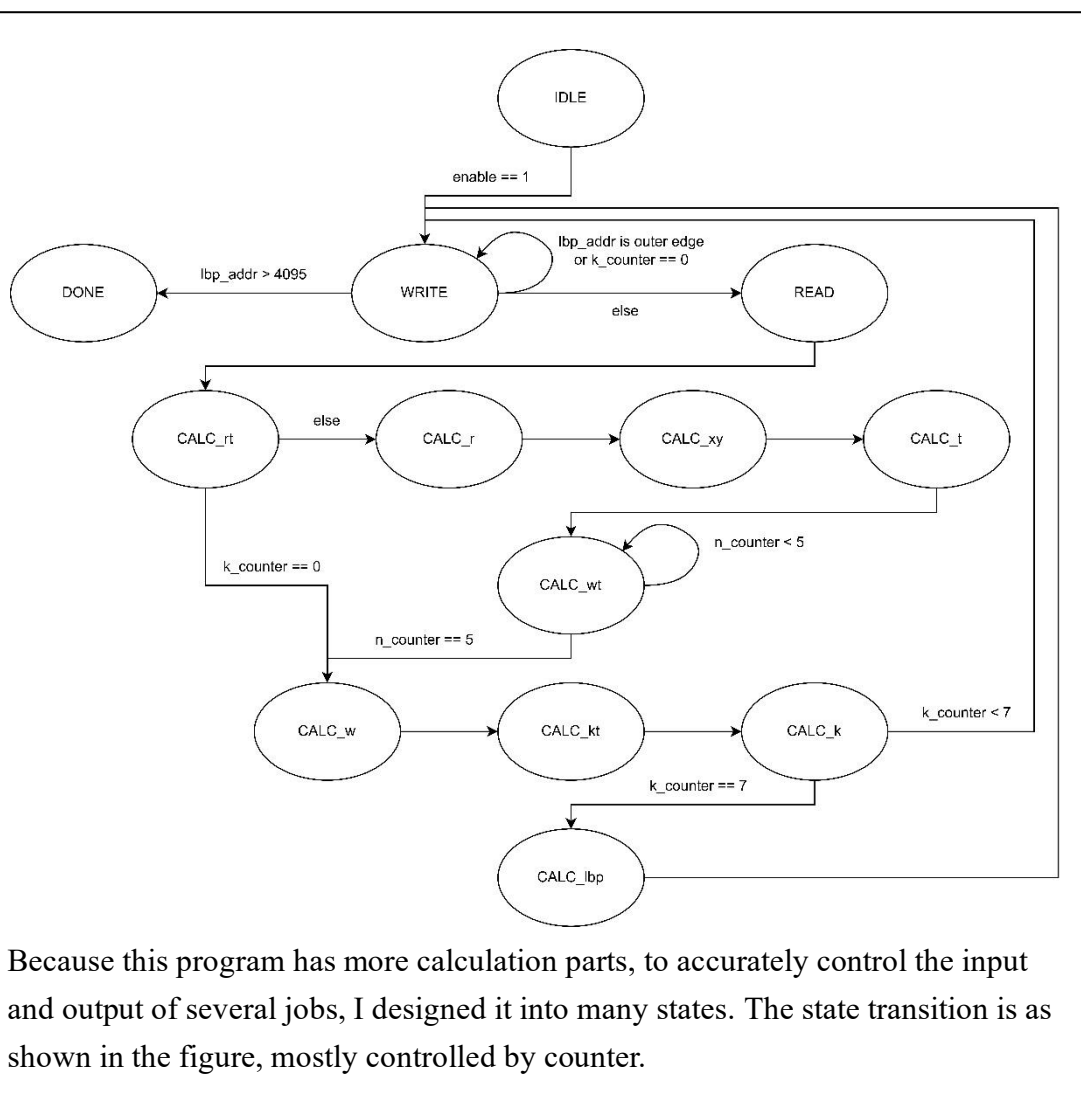 IDLE
enable == 1
lbp_addr is outer edge
or k_counter == 0
lbp_addr > 4095
DONE
WRITE
READ
else
else
CALC_rt
CALC_r
CALC_xy
CALC_t
n_counter < 5
k_counter == 0
CALC_wt
n_counter == 5
k_counter < 7
CALC_w
CALC_kt
CALC_k
k_counter == 7
CALC_lbp
Because this program has more calculation parts, to accurately control the input
and output of several jobs, I designed it into many states. The state transition is as
shown in the figure, mostly controlled by counter.